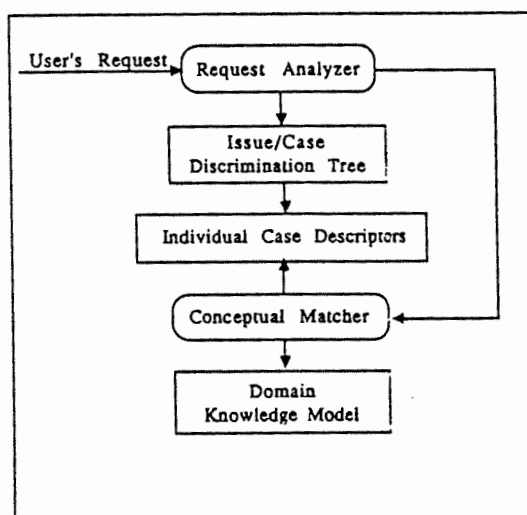 User's Request
Request Analyzer
Issue/Case
Discrimination Tree
Individual Case Descriptors
Conceptual Matcher
Domain
Knowledge Model